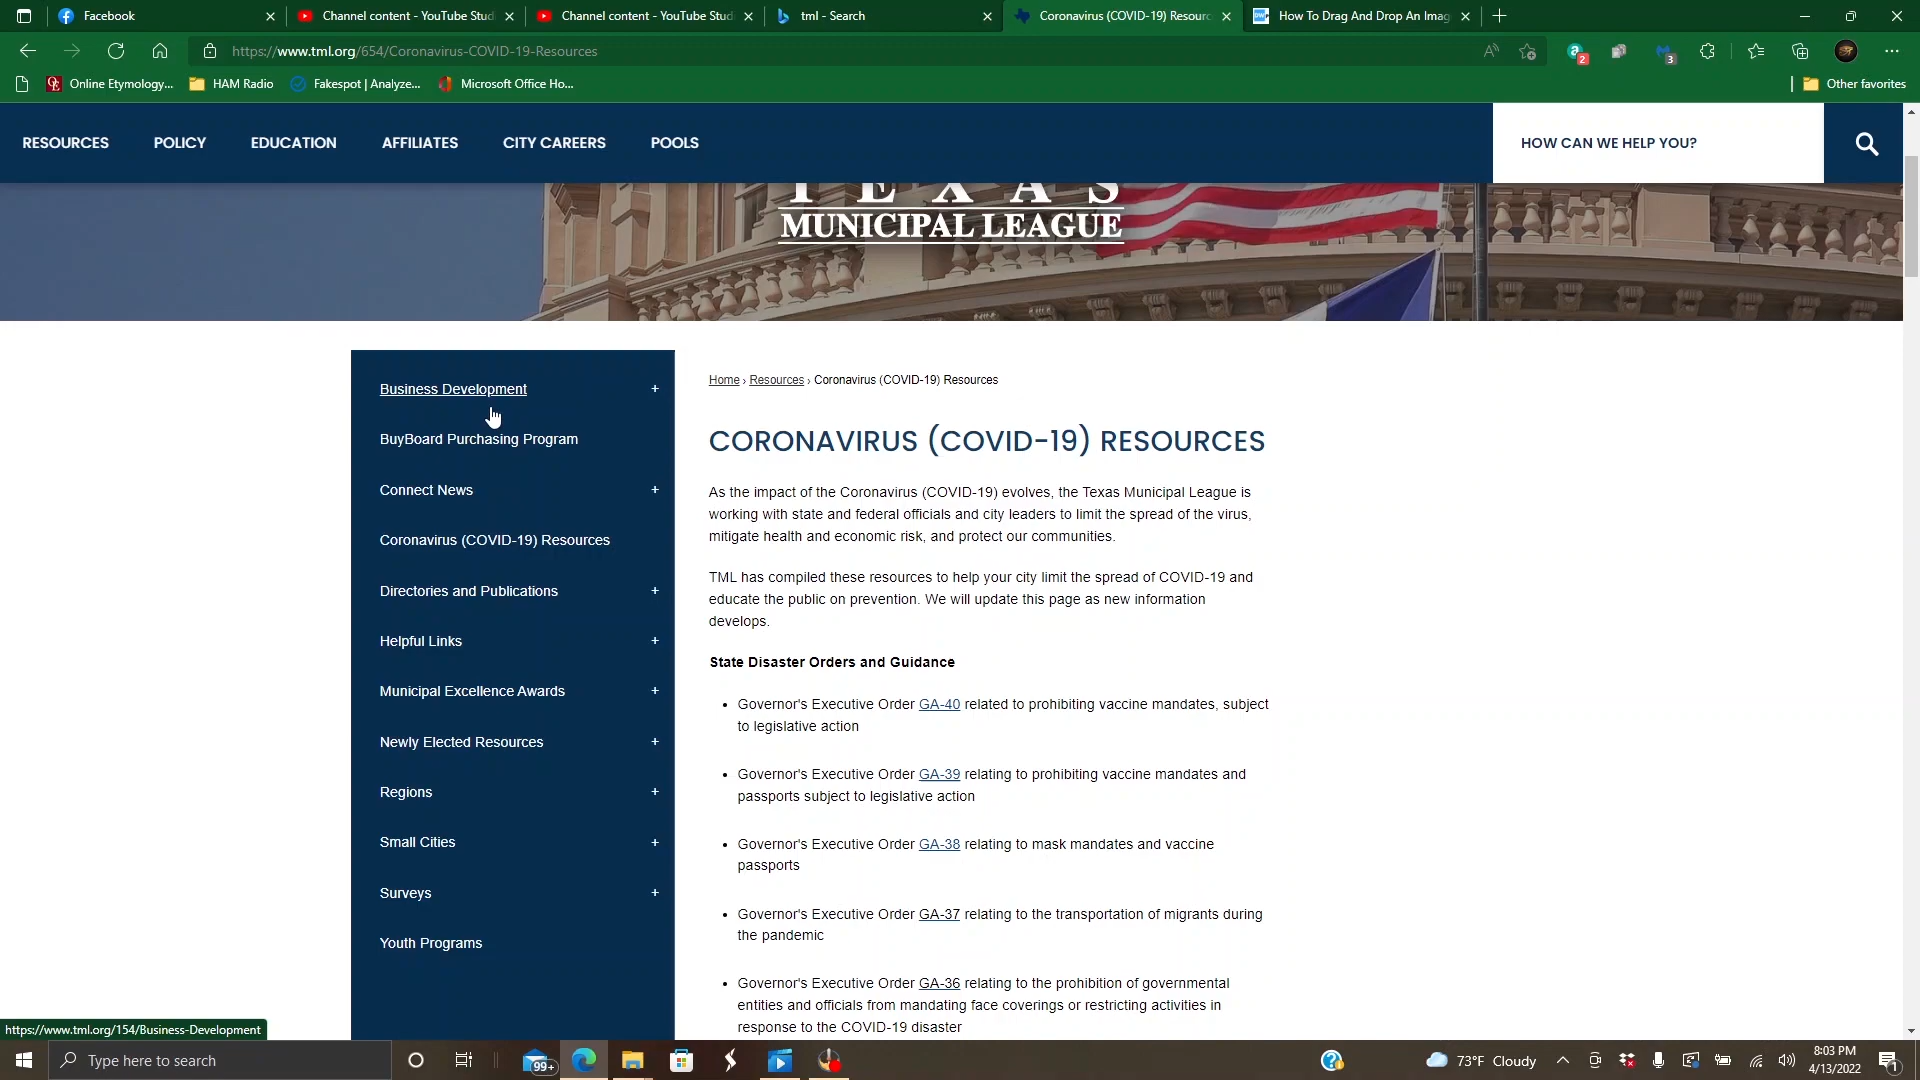 Facebook
Channel content - YouTube Studi
Channel content - YouTube Studi
tml - Search
Coronavirus (COVID-19) Resourc
How To Drag And Drop An Imag
https://www.tml.org/654/Coronavirus-COVID-19-Resources
2
3
Online Etymology...
HAM Radio
Fakespot | Analyze...
Microsoft Office Ho...
Other favorites
RESOURCES
POLICY
EDUCATION
AFFILIATES
CITY CAREERS
POOLS
HOW CAN WE HELP YOU?
TEXAS
MUNICIPAL LEAGUE
Business Development +
BuyBoard Purchasing Program
Connect News +
Coronavirus (COVID-19) Resources
Directories and Publications +
Helpful Links +
Municipal Excellence Awards +
Newly Elected Resources +
Regions +
Small Cities +
Surveys +
Youth Programs
Home › Resources › Coronavirus (COVID-19) Resources
CORONAVIRUS (COVID-19) RESOURCES
As the impact of the Coronavirus (COVID-19) evolves, the Texas Municipal League is
working with state and federal officials and city leaders to limit the spread of the virus,
mitigate health and economic risk, and protect our communities.
TML has compiled these resources to help your city limit the spread of COVID-19 and
educate the public on prevention. We will update this page as new information
develops.
State Disaster Orders and Guidance
• Governor's Executive Order GA-40 related to prohibiting vaccine mandates, subject
to legislative action
• Governor's Executive Order GA-39 relating to prohibiting vaccine mandates and
passports subject to legislative action
• Governor's Executive Order GA-38 relating to mask mandates and vaccine
passports
• Governor's Executive Order GA-37 relating to the transportation of migrants during
the pandemic
• Governor's Executive Order GA-36 relating to the prohibition of governmental
entities and officials from mandating face coverings or restricting activities in
response to the COVID-19 disaster
https://www.tml.org/154/Business-Development
Type here to search
99+
73°F Cloudy
8:03 PM
4/13/2022
1